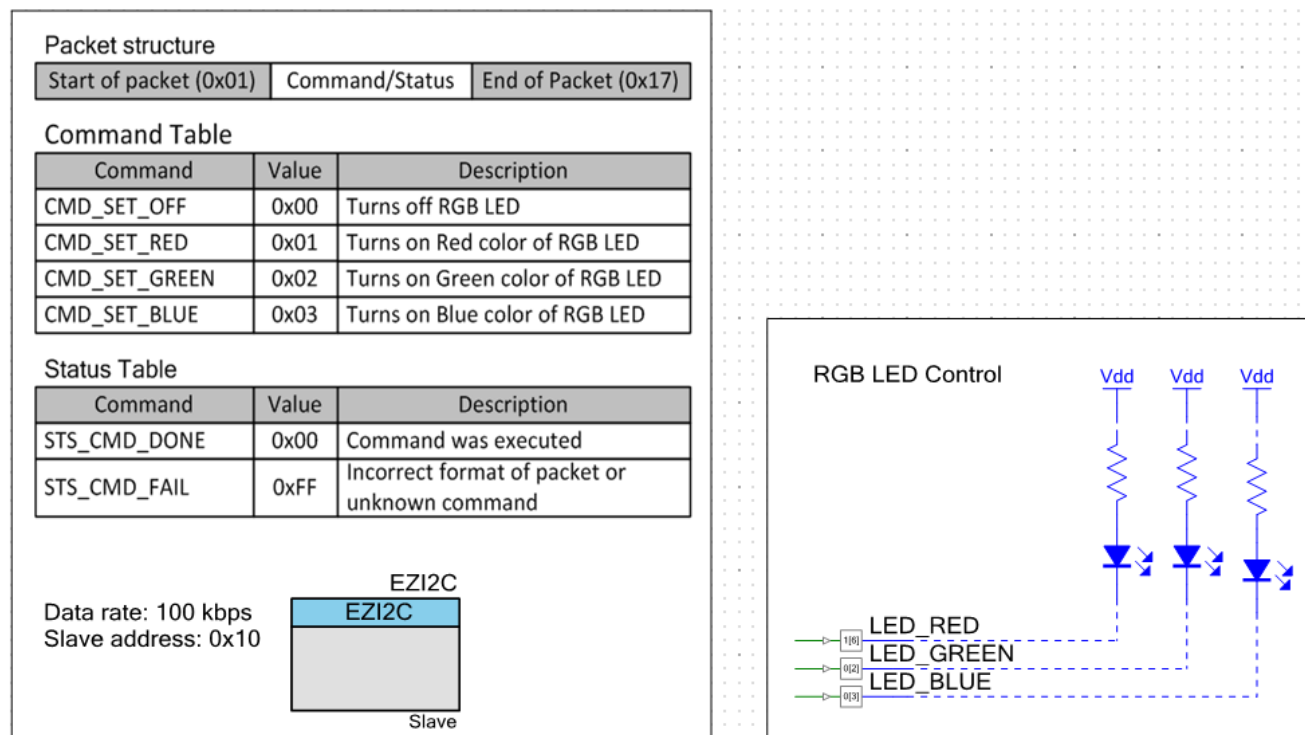 Packet structure
Start of packet (0x01) Command/Status End of Packet (0x17)
Command Table
Command Value Description
CMD_SET_OFF 0x00 Turns off RGB LED
CMD_SET_RED 0x01 Turns on Red color of RGB LED
CMD_SET_GREEN 0x02 Turns on Green color of RGB LED
CMD_SET_BLUE 0x03 Turns on Blue color of RGB LED
Status Table
Command Value Description
STS_CMD_DONE 0x00 Command was executed
STS_CMD_FAIL 0xFF Incorrect format of packet or
unknown command
EZI2C
Data rate: 100 kbps
Slave address: 0x10
EZI2C
Slave
RGB LED Control
Vdd Vdd Vdd
1[6] LED_RED
0[2] LED_GREEN
0[3] LED_BLUE